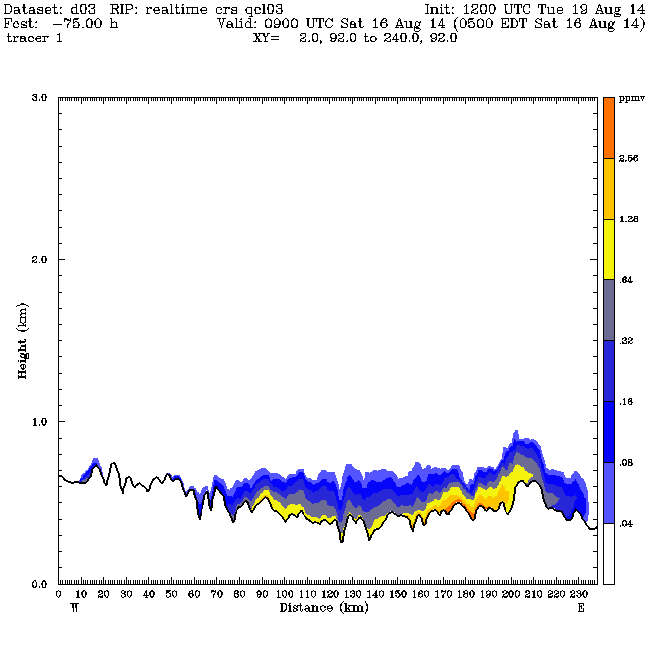 Dataset: d03 RIP: realtime crs qcl03 Init: 1200 UTC Tue 19 Aug 14
Fcst: -75.00 h Valid: 0900 UTC Sat 16 Aug 14 (0500 EDT Sat 16 Aug 14)
tracer 1 XY= 2.0, 92.0 to 240.0, 92.0
ppmv
3.0
2.56
1.28
2.0
.64
.32
1.0
.16
.08
.04
0.0
Height (km)
0 10 20 30 40 50 60 70 80 90 100 110 120 130 140 150 160 170 180 190 200 210 220 230
W Distance (km) E